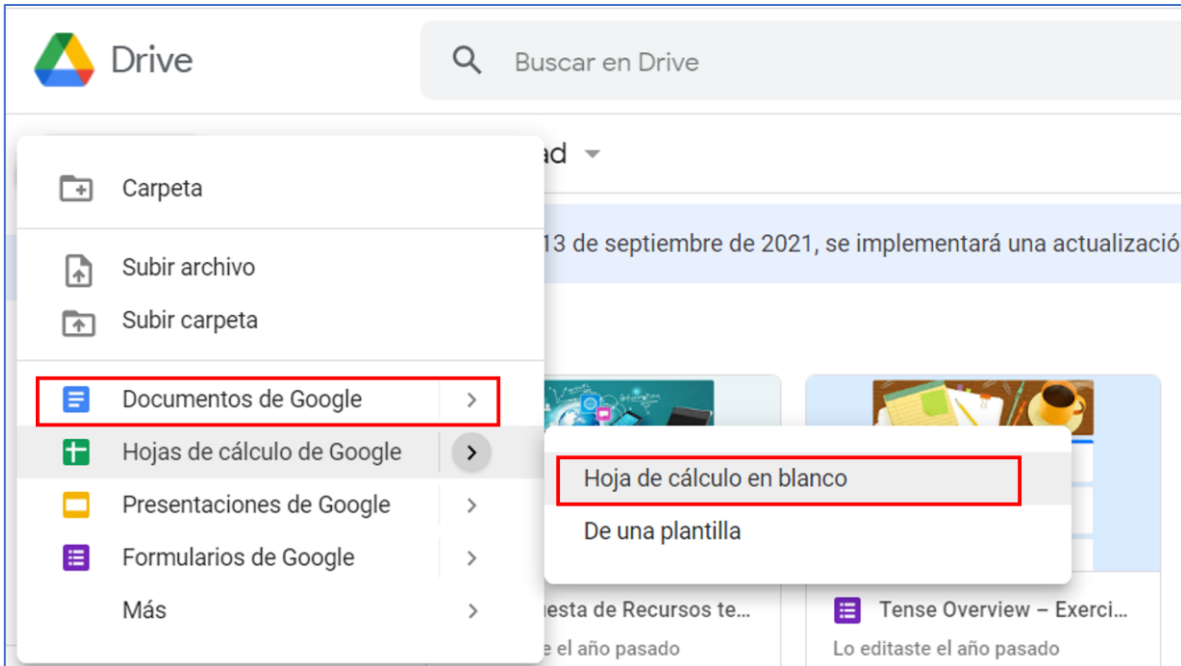 Drive
Buscar en Drive
ad
Carpeta
13 de septiembre de 2021, se implementará una actualizació
Subir archivo
Subir carpeta
Documentos de Google
Hojas de cálculo de Google
Hoja de cálculo en blanco
Presentaciones de Google
De una plantilla
Formularios de Google
Más
esta de Recursos te...
Tense Overview – Exerci...
e el año pasado
Lo editaste el año pasado